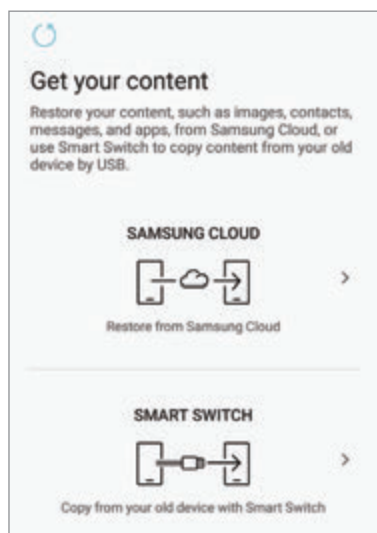 Get your content
Restore your content, such as images, contacts,
messages, and apps, from Samsung Cloud, or
use Smart Switch to copy content from your old
device by USB.
SAMSUNG CLOUD
Restore from Samsung Cloud
SMART SWITCH
Copy from your old device with Smart Switch